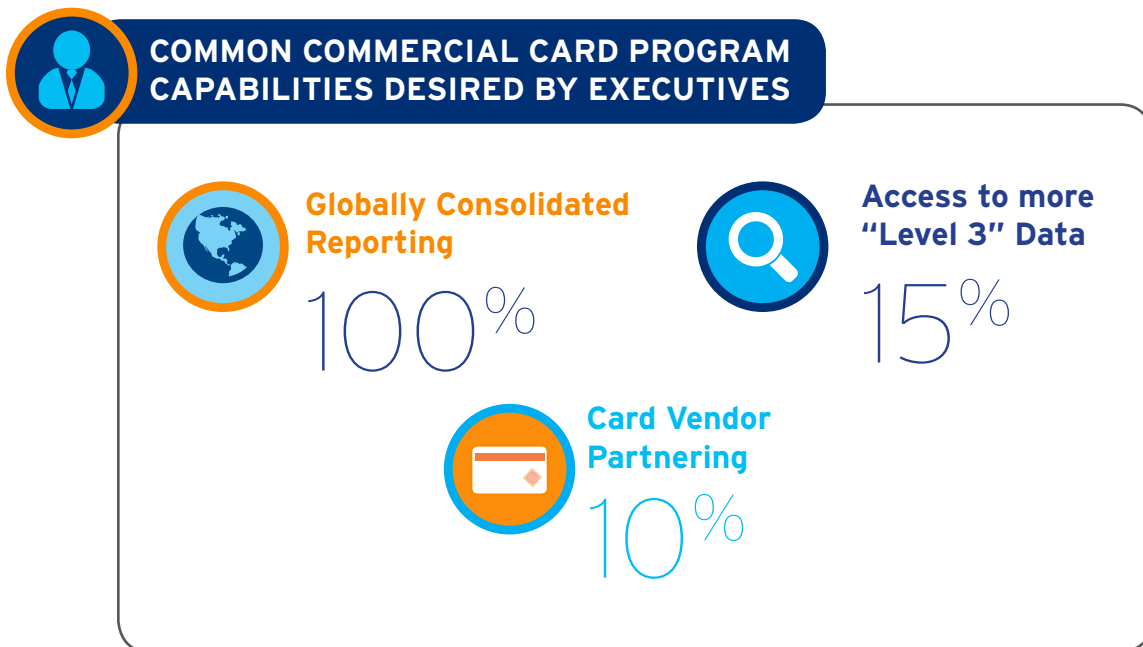 COMMON COMMERCIAL CARD PROGRAM
CAPABILITIES DESIRED BY EXECUTIVES
Globally Consolidated
Reporting
100%
Access to more
“Level 3” Data
15%
Card Vendor
Partnering
10%